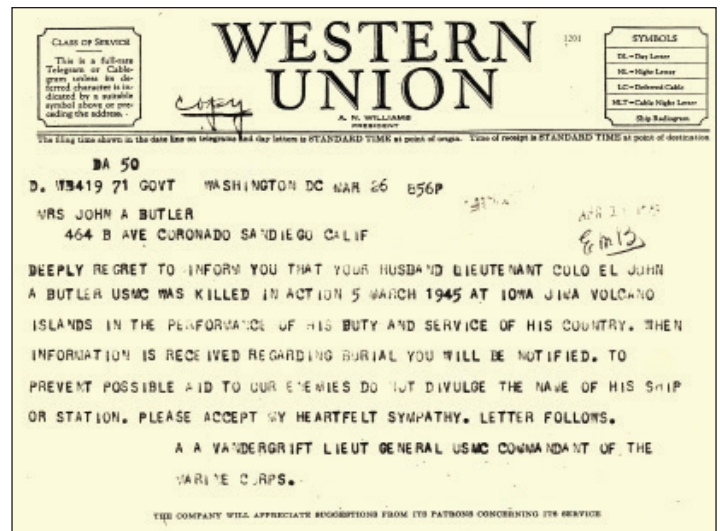 CLASS OF SERVICE
This is a full-rate
Telegram or Cable-
gram unless its de-
ferred character is in-
dicated by a suitable
symbol above or pre-
ceding the address.
WESTERN
UNION
A. N. WILLIAMS
PRESIDENT
1201
SYMBOLS
DL=Day Letter
NL=Night Letter
LC=Deferred Cable
NLT=Cable Night Letter
Ship Radiogram
copy
The filing time shown in the date line on telegrams and day letters is STANDARD TIME at point of origin. Time of receipt is STANDARD TIME at point of destination
DA 50
D. WB419 71 GOVT WASHINGTON DC MAR 26 856P
MRS JOHN A BUTLER
464 B AVE CORONADO SANDIEGO CALIF
DEEPLY REGRET TO INFORM YOU THAT YOUR HUSBAND LIEUTENANT COLO EL JOHN
A BUTLER USMC WAS KILLED IN ACTION 5 MARCH 1945 AT IOWA JIMA VOLCANO
ISLANDS IN THE PERFORMANCE OF HIS DUTY AND SERVICE OF HIS COUNTRY. WHEN
INFORMATION IS RECEIVED REGARDING BURIAL YOU WILL BE NOTIFIED. TO
PREVENT POSSIBLE AID TO OUR ENEMIES DO NOT DIVULGE THE NAME OF HIS SHIP
OR STATION. PLEASE ACCEPT MY HEARTFELT SYMPATHY. LETTER FOLLOWS.
A A VANDERGRIFT LIEUT GENERAL USMC COMMANDANT OF THE
MARINE CORPS.
THE COMPANY WILL APPRECIATE SUGGESTIONS FROM ITS PATRONS CONCERNING ITS SERVICE